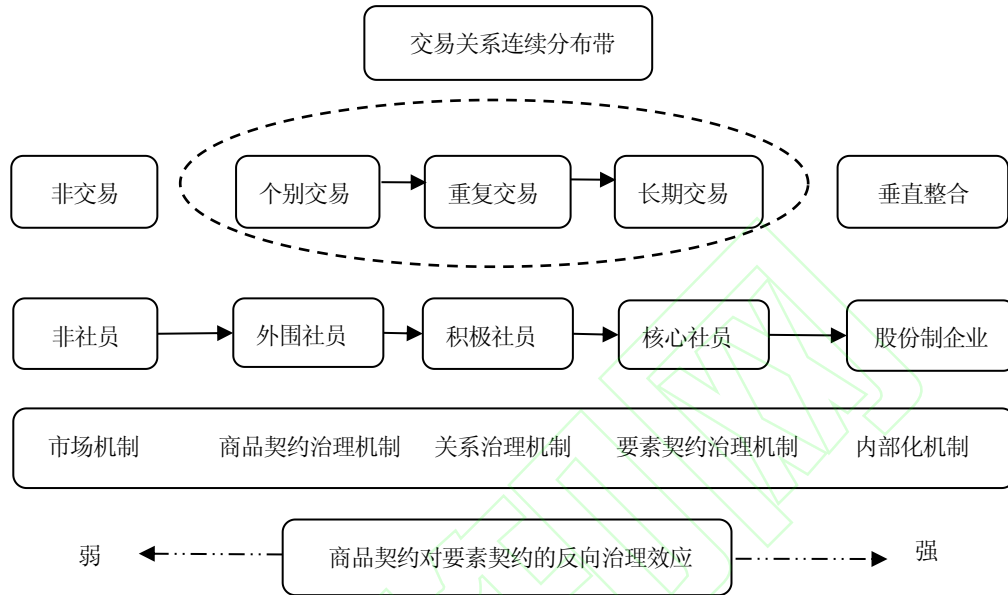 交易关系连续分布带
非交易 个别交易 重复交易 长期交易 垂直整合
非社员 外围社员 积极社员 核心社员 股份制企业
市场机制 商品契约治理机制 关系治理机制 要素契约治理机制 内部化机制
弱 商品契约对要素契约的反向治理效应 强